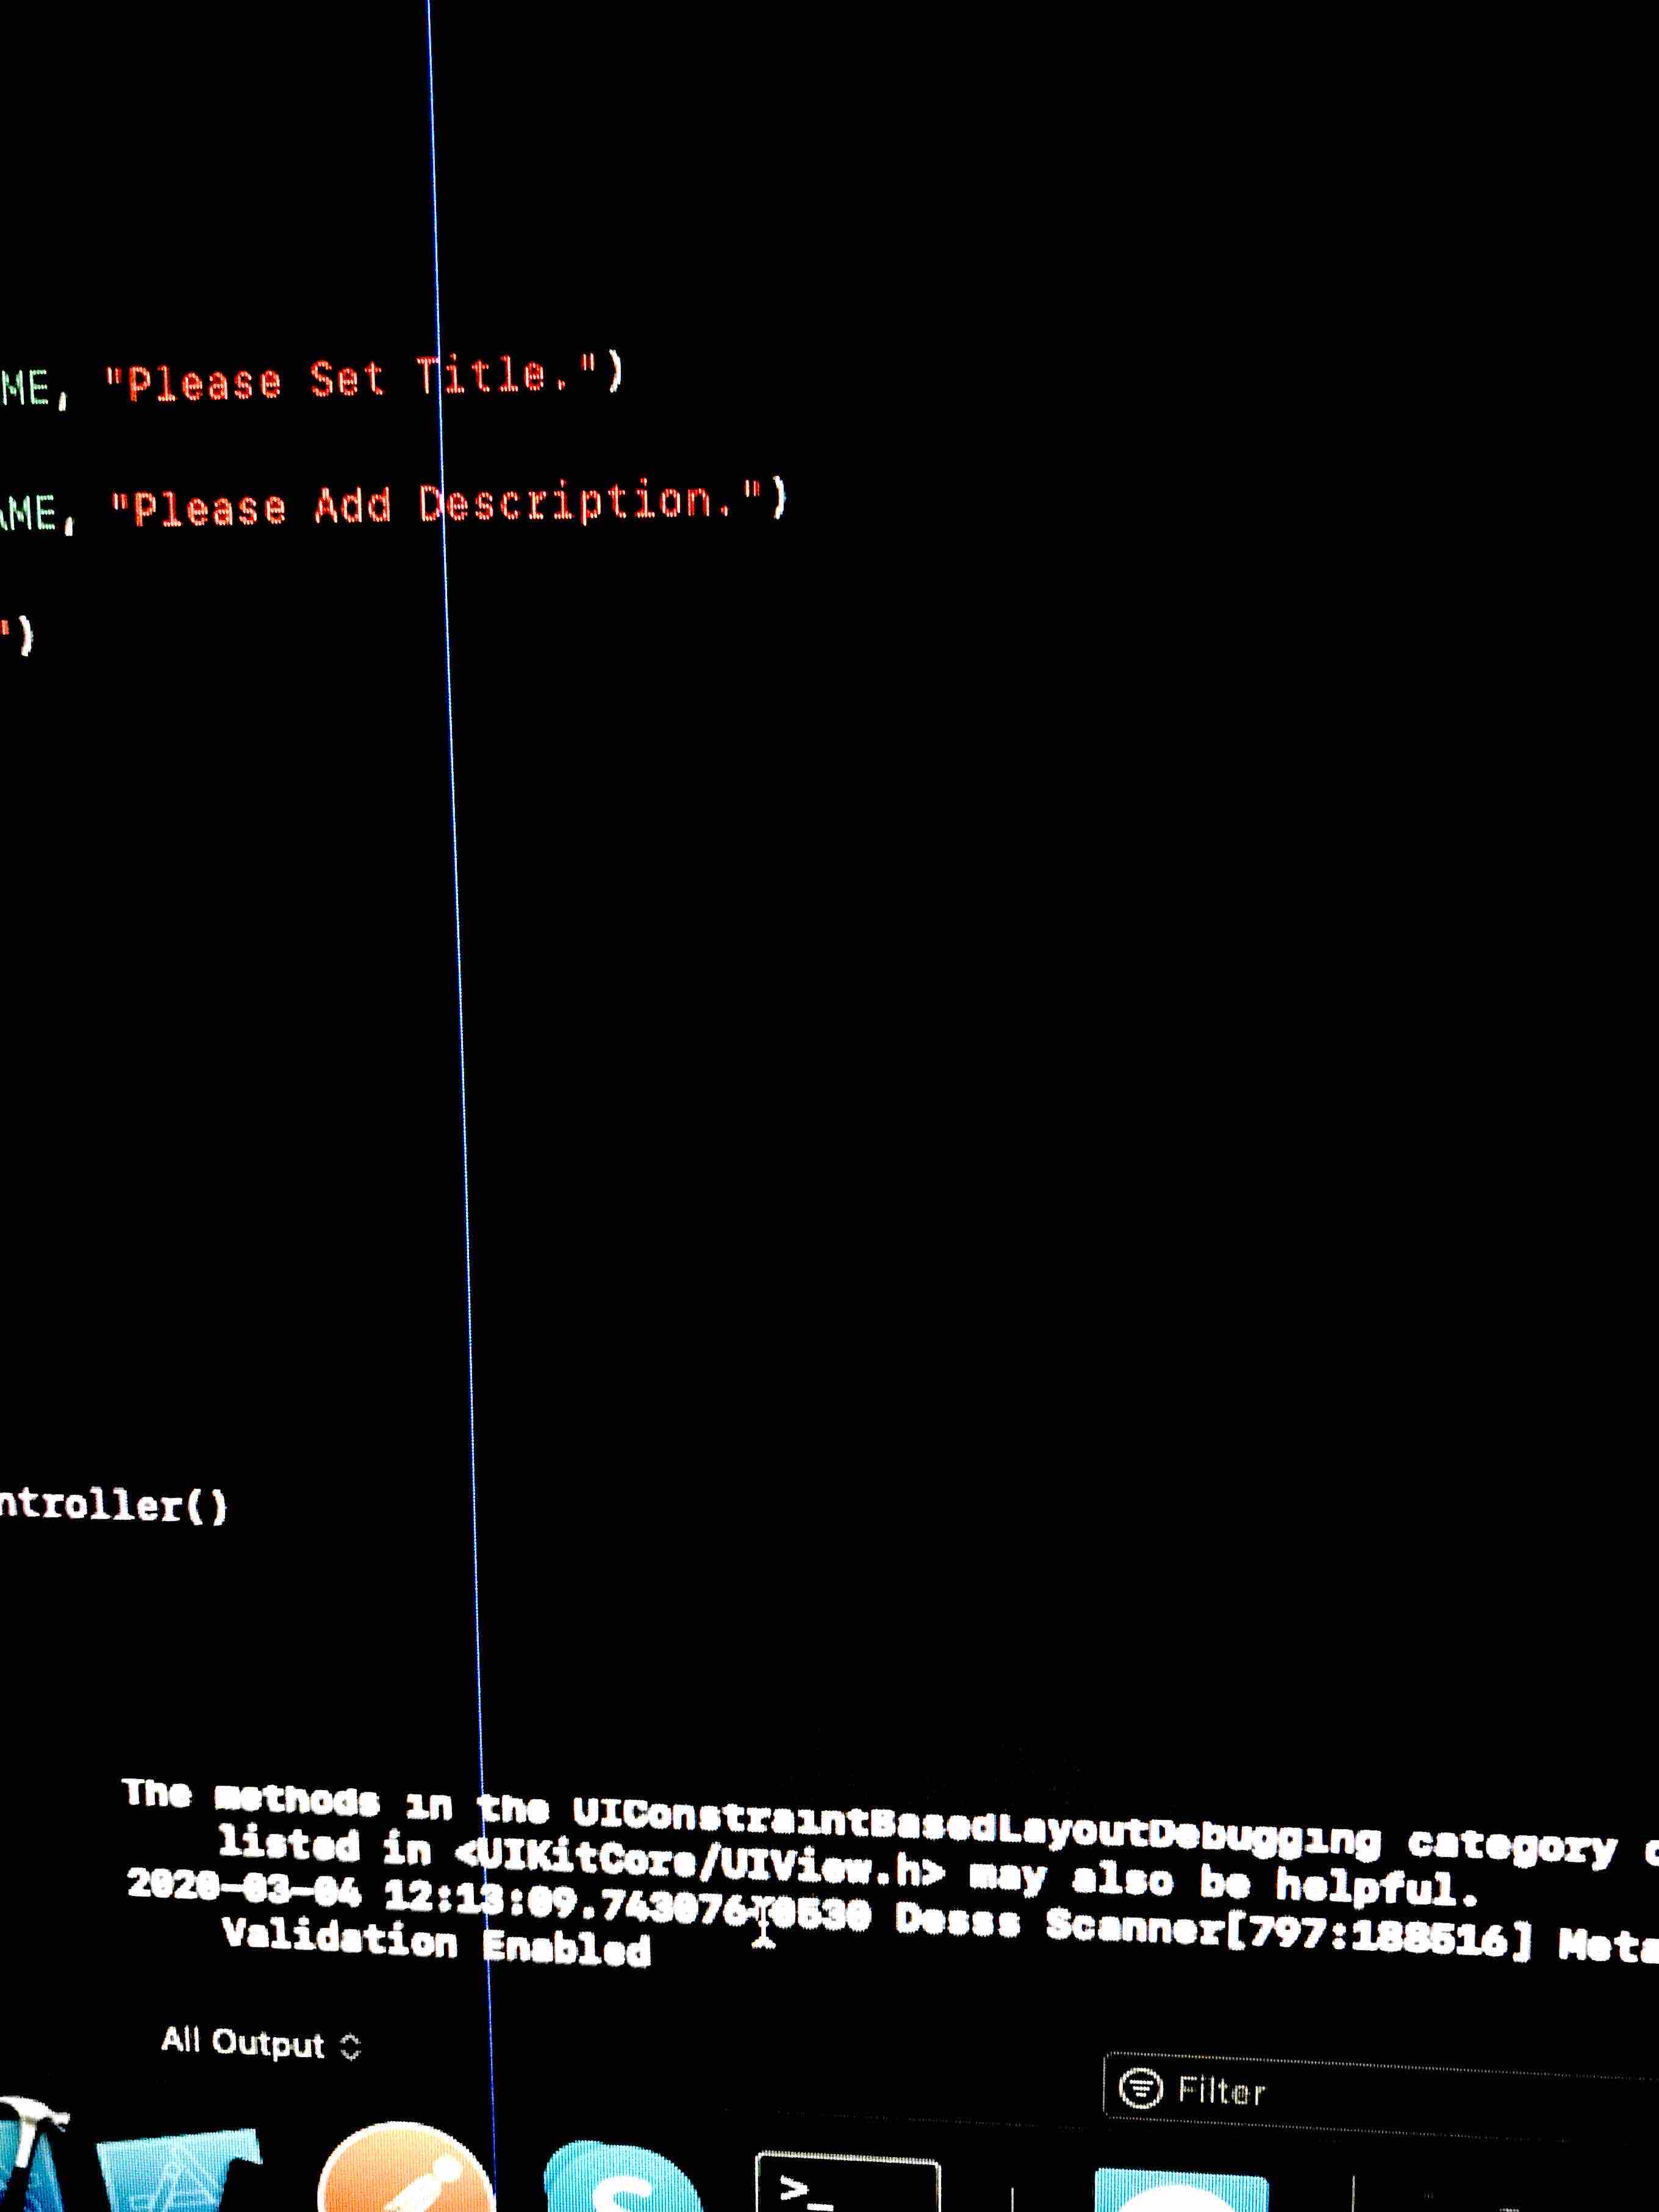 ME, "Please Set Title.")
AME, "Please Add Description.")
")
ntroller()
The methods in the UIConstraintBasedLayoutDebugging category
listed in <UIKitCore/UIView.h> may also be helpful.
2020-03-04 12:13:09.743076+0530 Desss Scanner[797:188516] Meta
Validation Enabled
All Output
Filter